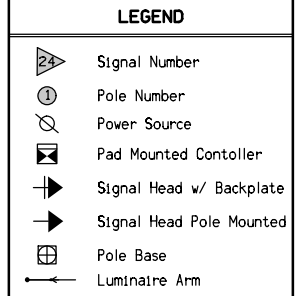 LEGEND
24 Signal Number
1 Pole Number
Power Source
Pad Mounted Contoller
Signal Head w/ Backplate
Signal Head Pole Mounted
Pole Base
Luminaire Arm